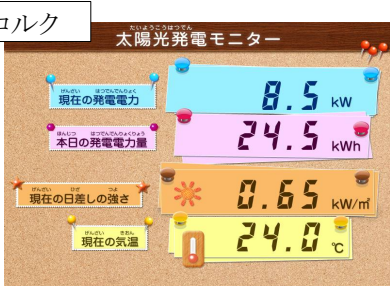 コルク
たいようこうはつでん
太陽光発電モニター
げんざい はつでんでんりょく
現在の発電電力
8.5 kW
ほんじつ はつでんでんりょくりょう
本日の発電電力量
24.5 kWh
げんざい ひざ つよ
現在の日差しの強さ
0.65 kW/㎡
げんざい きおん
現在の気温
24.0 ℃